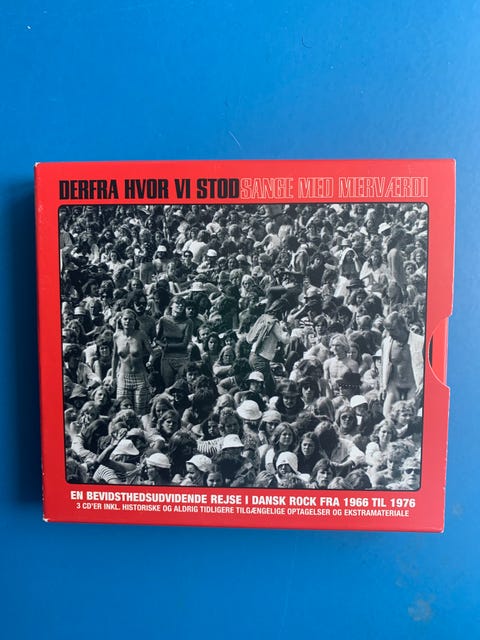 DERFRA HVOR VI STOD SANGE MED MERVÆRDI
EN BEVIDSTHEDSUDVIDENDE REJSE I DANSK ROCK FRA 1966 TIL 1976
3 CD'ER INKL. HISTORISKE OG ALDRIG TIDLIGERE TILGÆNGELIGE OPTAGELSER OG EKSTRAMATERIALE